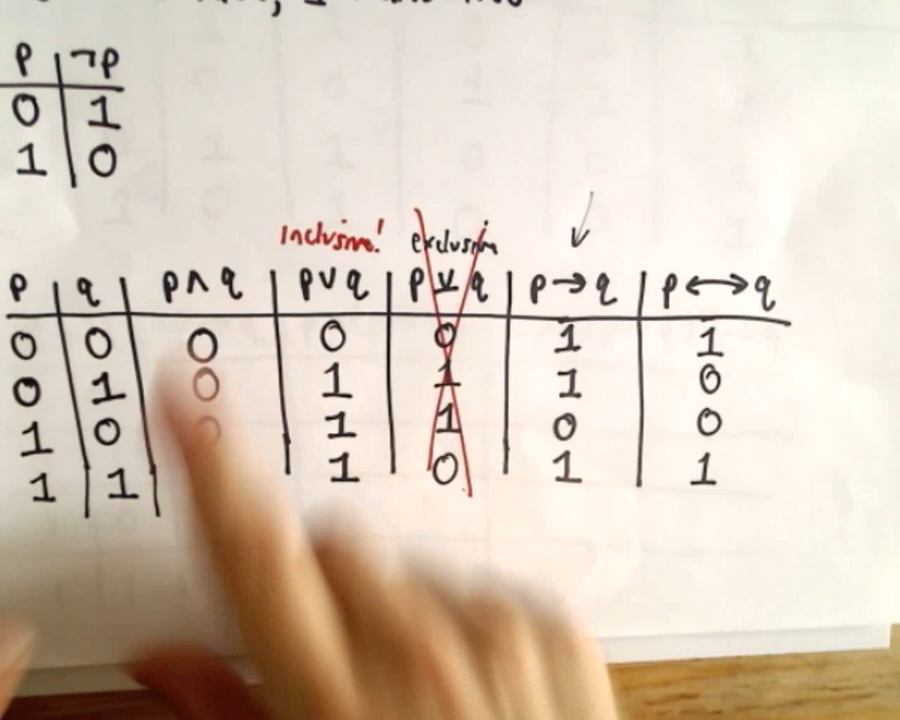 p ¬p
0 1
1 0
Inclusive! exclusive
p q p∧q p∨q p⊻q p→q p↔q
0 0 0 0 0 1 1
0 1 0 1 1 1 0
1 0 0 1 1 0 0
1 1 1 0 1 1